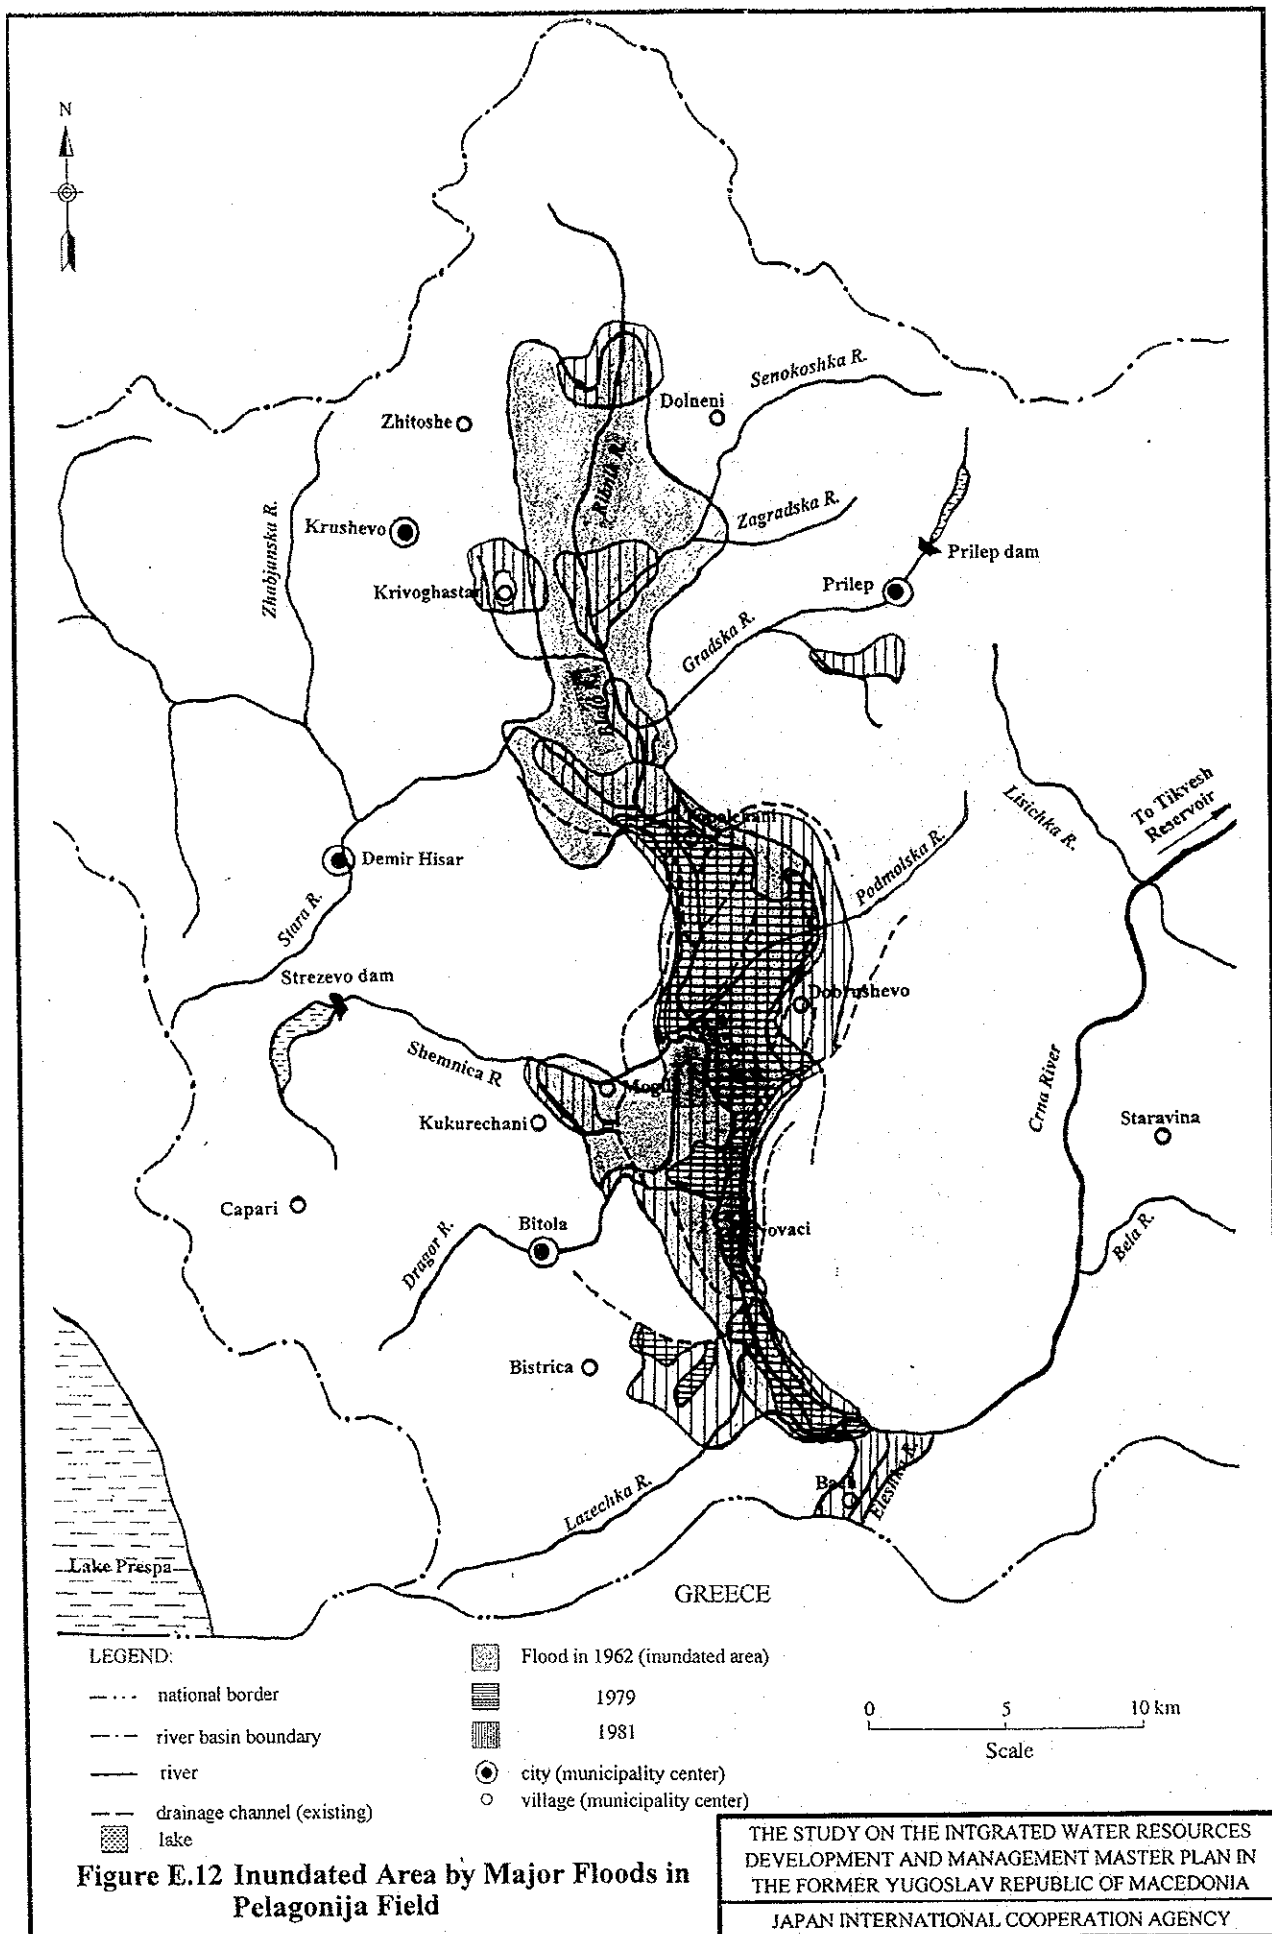 N
Senokoshka R.
Dolneni
Zhitoshe
Ribnik R.
Zagradska R.
Krushevo
Zhabjanska R.
Prilep dam
Krivoghastani
Prilep
Gradska R.
Blato R.
To Tikvesh
Reservoir
Lisichka R.
Demir Hisar
Podmolska R.
Stara R.
Strezevo dam
Dobrushevo
Shemnica R
Crna River
Kukurechani
Staravina
Capari
Bitola
Novaci
Dragor R.
Bela R.
Bistrica
Lazechka R.
Eleshka R.
Lake Prespa
GREECE
LEGEND:
national border
river basin boundary
river
drainage channel (existing)
lake
Flood in 1962 (inundated area)
1979
1981
city (municipality center)
village (municipality center)
0 5 10 km
Scale
Figure E.12 Inundated Area by Major Floods in
Pelagonija Field
THE STUDY ON THE INTGRATED WATER RESOURCES
DEVELOPMENT AND MANAGEMENT MASTER PLAN IN
THE FORMER YUGOSLAV REPUBLIC OF MACEDONIA
JAPAN INTERNATIONAL COOPERATION AGENCY